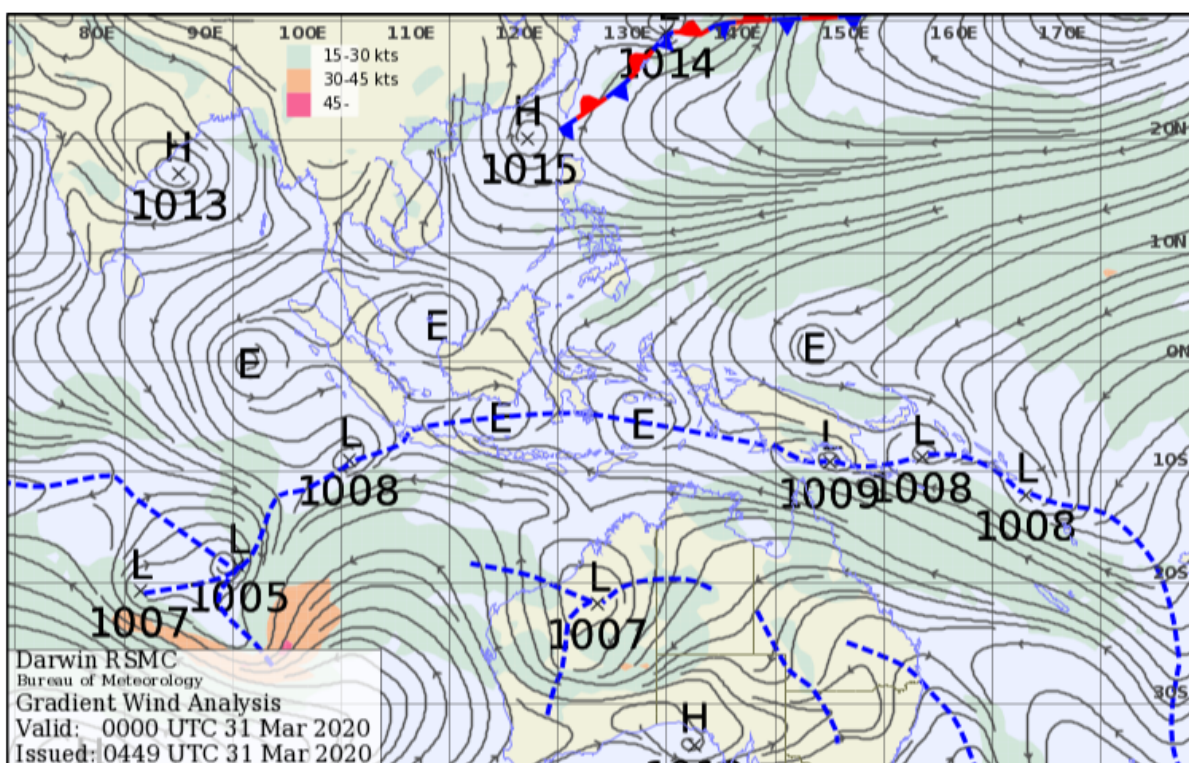 80E 90E 100E 110E 120E 130E 140E 150E 160E 170E
15-30 kts
30-45 kts
45-
1014
H
1015
20N
H
1013
10N
E
E
E
0N
E
E
L
1008
L
1009
L
1008
L
1008
10S
L
1007
L
1005
L
1007
20S
30S
H
Darwin RSMC
Bureau of Meteorology
Gradient Wind Analysis
Valid: 0000 UTC 31 Mar 2020
Issued: 0449 UTC 31 Mar 2020